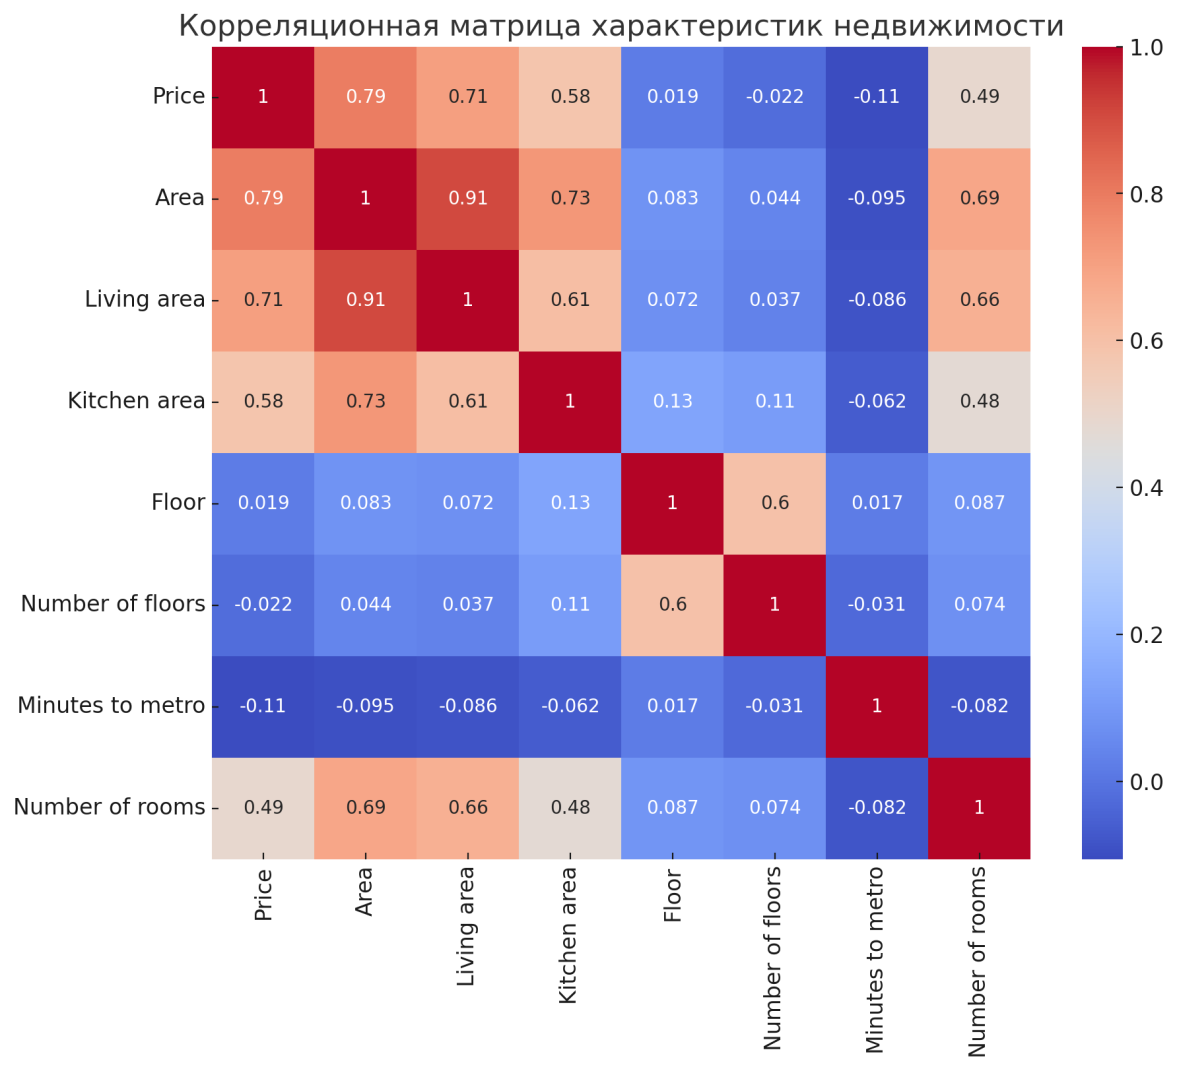 Корреляционная матрица характеристик недвижимости
Price 1 0.79 0.71 0.58 0.019 -0.022 -0.11 0.49
Area 0.79 1 0.91 0.73 0.083 0.044 -0.095 0.69
Living area 0.71 0.91 1 0.61 0.072 0.037 -0.086 0.66
Kitchen area 0.58 0.73 0.61 1 0.13 0.11 -0.062 0.48
Floor 0.019 0.083 0.072 0.13 1 0.6 0.017 0.087
Number of floors -0.022 0.044 0.037 0.11 0.6 1 -0.031 0.074
Minutes to metro -0.11 -0.095 -0.086 -0.062 0.017 -0.031 1 -0.082
Number of rooms 0.49 0.69 0.66 0.48 0.087 0.074 -0.082 1
Price
Area
Living area
Kitchen area
Floor
Number of floors
Minutes to metro
Number of rooms
1.0
0.8
0.6
0.4
0.2
0.0